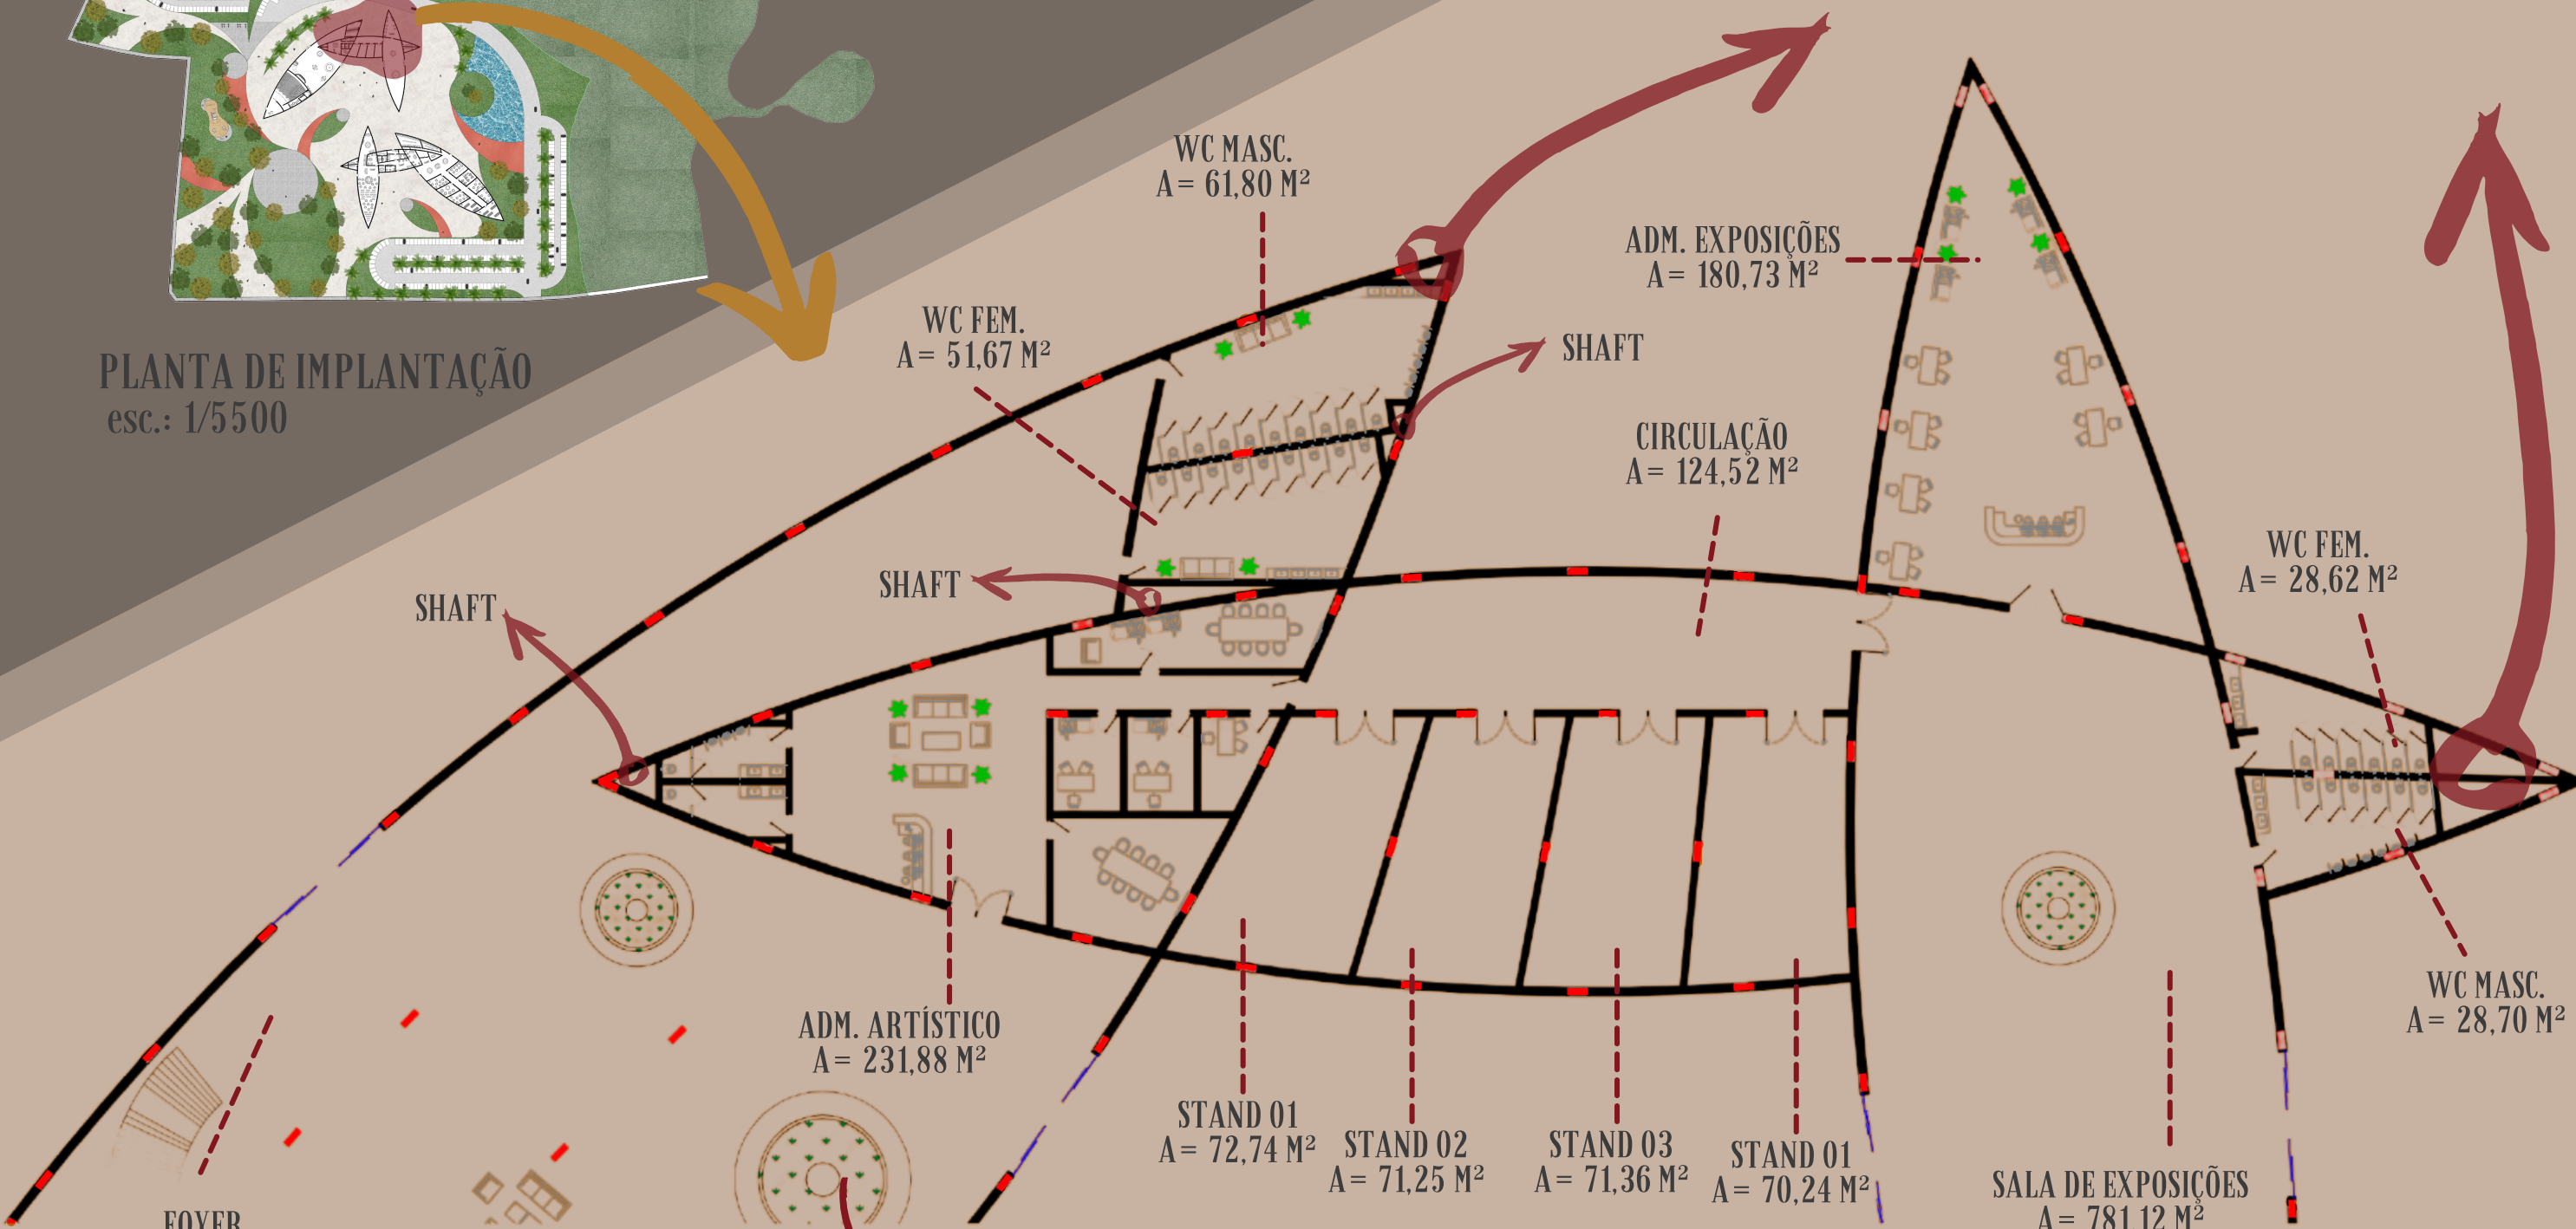 PLANTA DE IMPLANTAÇÃO
esc.: 1/5500
WC MASC.
A= 61,80 M²
WC FEM.
A= 51,67 M²
ADM. EXPOSIÇÕES
A= 180,73 M²
SHAFT
CIRCULAÇÃO
A= 124,52 M²
SHAFT
SHAFT
WC FEM.
A= 28,62 M²
WC MASC.
A= 28,70 M²
ADM. ARTÍSTICO
A= 231,88 M²
STAND 01
A= 72,74 M²
STAND 02
A= 71,25 M²
STAND 03
A= 71,36 M²
STAND 01
A= 70,24 M²
SALA DE EXPOSIÇÕES
A= 781,12 M²
FOYER